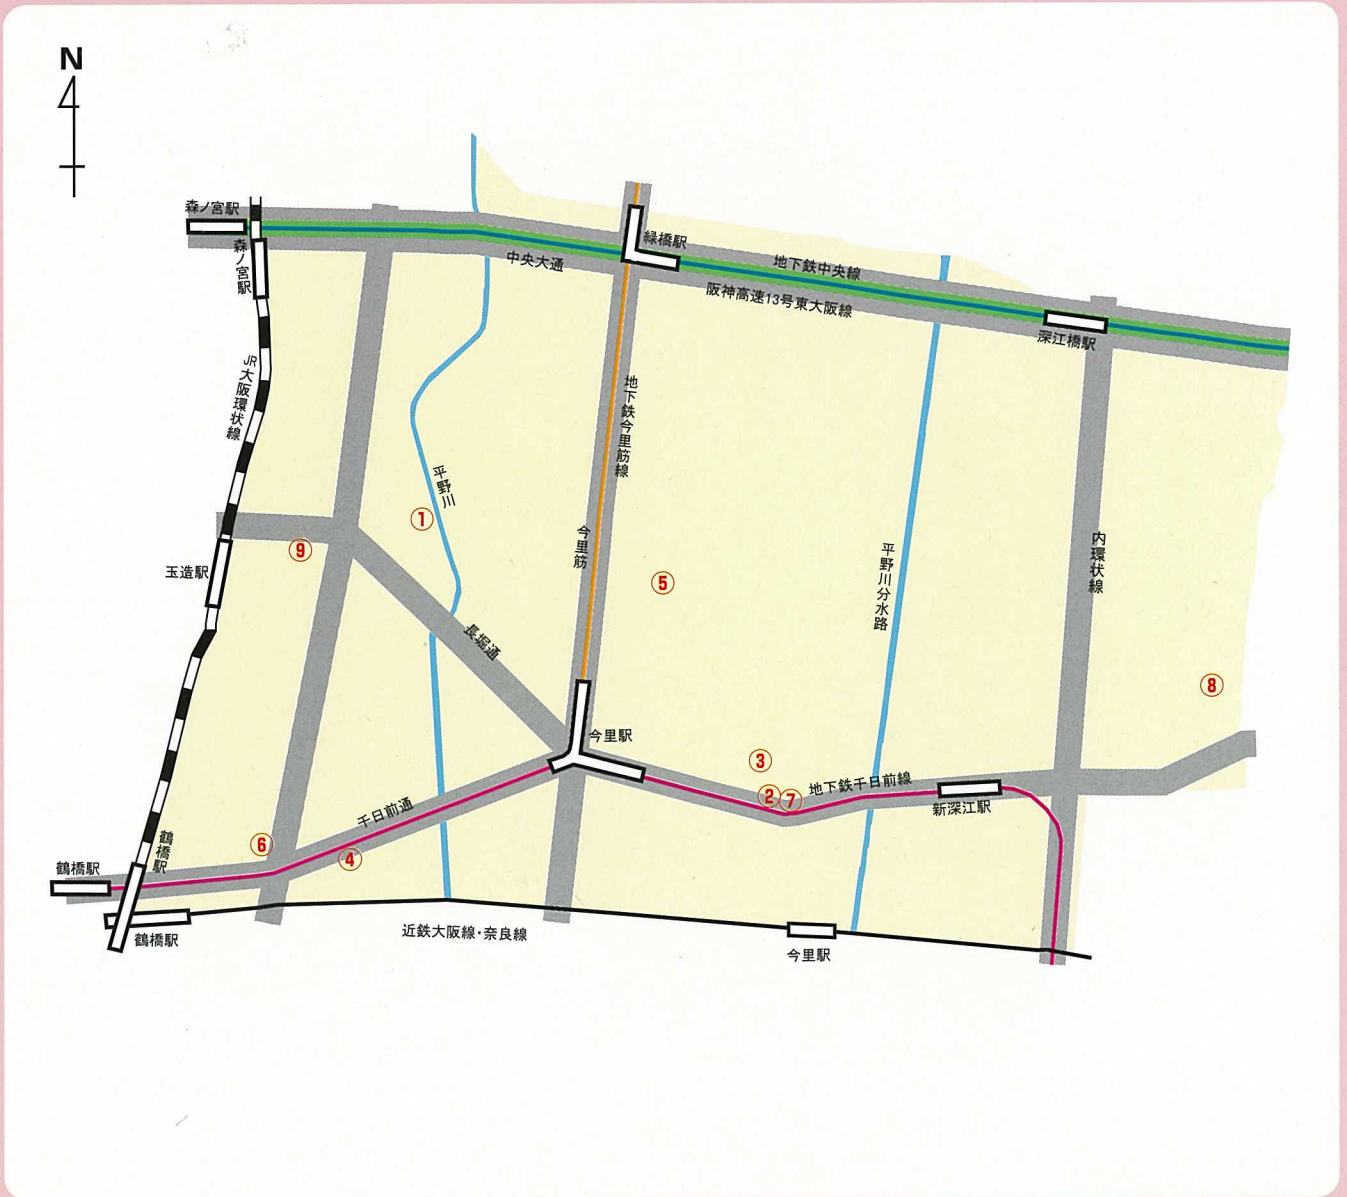 N
森ノ宮駅
森ノ宮駅
緑橋駅
中央大通
地下鉄中央線
阪神高速13号東大阪線
深江橋駅
JR大阪環状線
地下鉄今里筋線
平野川
①
今里筋
⑨
玉造駅
⑤
平野川分水路
内環状線
長堀通
⑧
今里駅
③
地下鉄千日前線
②
⑦
新深江駅
千日前通
⑥
④
鶴橋駅
鶴橋駅
鶴橋駅
近鉄大阪線・奈良線
今里駅